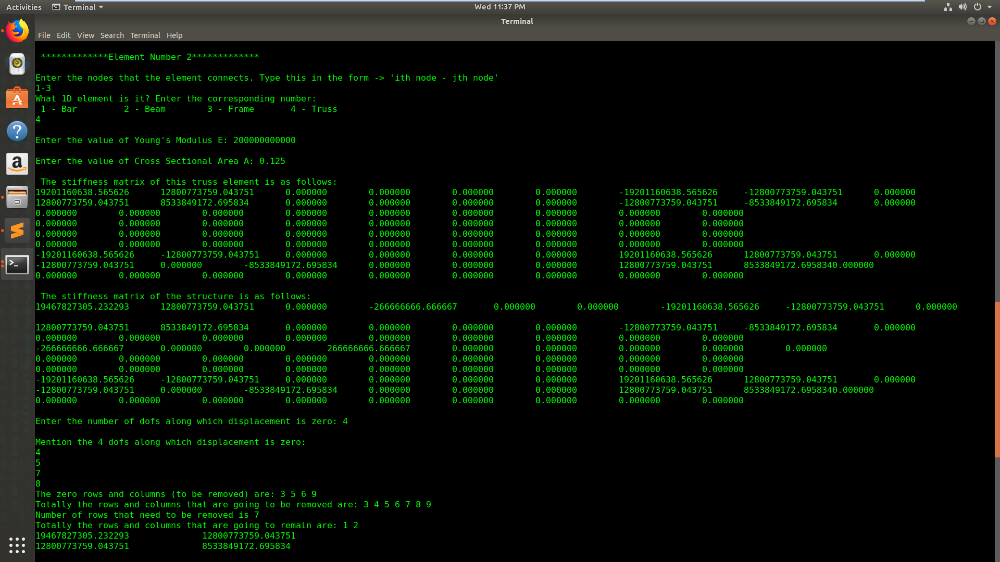 Activities Terminal Wed 11:37 PM
Terminal
File Edit View Search Terminal Help
*************Element Number 2*************
Enter the nodes that the element connects. Type this in the form -> 'ith node - jth node'
1-3
What 1D element is it? Enter the corresponding number:
1 - Bar 2 - Beam 3 - Frame 4 - Truss
4
Enter the value of Young's Modulus E: 200000000000
Enter the value of Cross Sectional Area A: 0.125
The stiffness matrix of this truss element is as follows:
19201160638.565626 12800773759.043751 0.000000 0.000000 0.000000 0.000000 -19201160638.565626 -12800773759.043751 0.000000
12800773759.043751 8533849172.695834 0.000000 0.000000 0.000000 0.000000 -12800773759.043751 -8533849172.695834 0.000000
0.000000 0.000000 0.000000 0.000000 0.000000 0.000000 0.000000 0.000000 0.000000
0.000000 0.000000 0.000000 0.000000 0.000000 0.000000 0.000000 0.000000 0.000000
0.000000 0.000000 0.000000 0.000000 0.000000 0.000000 0.000000 0.000000 0.000000
0.000000 0.000000 0.000000 0.000000 0.000000 0.000000 0.000000 0.000000 0.000000
-19201160638.565626 -12800773759.043751 0.000000 0.000000 0.000000 0.000000 19201160638.565626 12800773759.043751 0.000000
-12800773759.043751 0.000000 -8533849172.695834 0.000000 0.000000 0.000000 12800773759.043751 8533849172.6958340.000000
0.000000 0.000000 0.000000 0.000000 0.000000 0.000000 0.000000 0.000000 0.000000
The stiffness matrix of the structure is as follows:
19467827305.232293 12800773759.043751 0.000000 -266666666.666667 0.000000 0.000000 -19201160638.565626 -12800773759.043751 0.000000
12800773759.043751 8533849172.695834 0.000000 0.000000 0.000000 0.000000 -12800773759.043751 -8533849172.695834 0.000000
0.000000 0.000000 0.000000 0.000000 0.000000 0.000000 0.000000 0.000000 0.000000
-266666666.666667 0.000000 0.000000 266666666.666667 0.000000 0.000000 0.000000 0.000000 0.000000
0.000000 0.000000 0.000000 0.000000 0.000000 0.000000 0.000000 0.000000 0.000000
0.000000 0.000000 0.000000 0.000000 0.000000 0.000000 0.000000 0.000000 0.000000
-19201160638.565626 -12800773759.043751 0.000000 0.000000 0.000000 0.000000 19201160638.565626 12800773759.043751 0.000000
-12800773759.043751 0.000000 -8533849172.695834 0.000000 0.000000 0.000000 12800773759.043751 8533849172.6958340.000000
0.000000 0.000000 0.000000 0.000000 0.000000 0.000000 0.000000 0.000000 0.000000
Enter the number of dofs along which displacement is zero: 4
Mention the 4 dofs along which displacement is zero:
4
5
7
8
The zero rows and columns (to be removed) are: 3 5 6 9
Totally the rows and columns that are going to be removed are: 3 4 5 6 7 8 9
Number of rows that need to be removed is 7
Totally the rows and columns that are going to remain are: 1 2
19467827305.232293 12800773759.043751
12800773759.043751 8533849172.695834